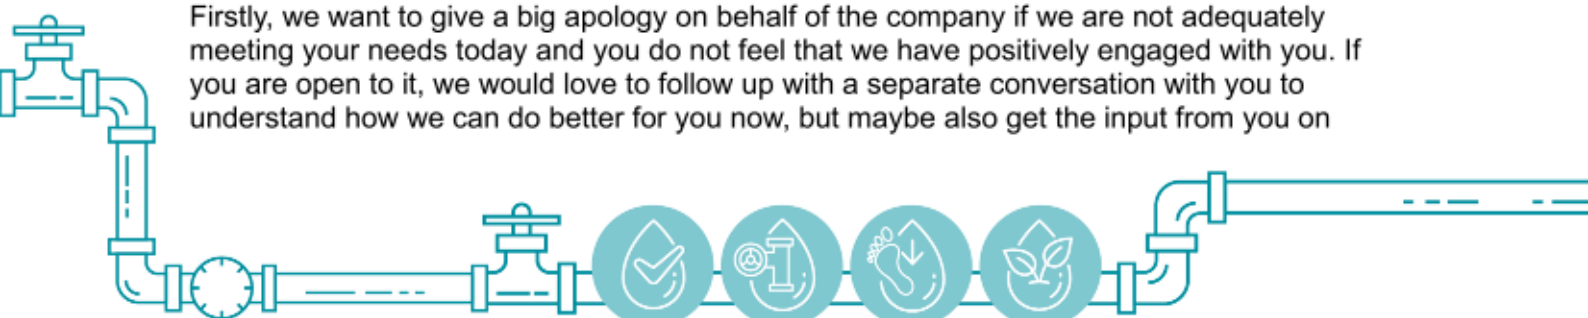 Firstly, we want to give a big apology on behalf of the company if we are not adequately
meeting your needs today and you do not feel that we have positively engaged with you. If
you are open to it, we would love to follow up with a separate conversation with you to
understand how we can do better for you now, but maybe also get the input from you on